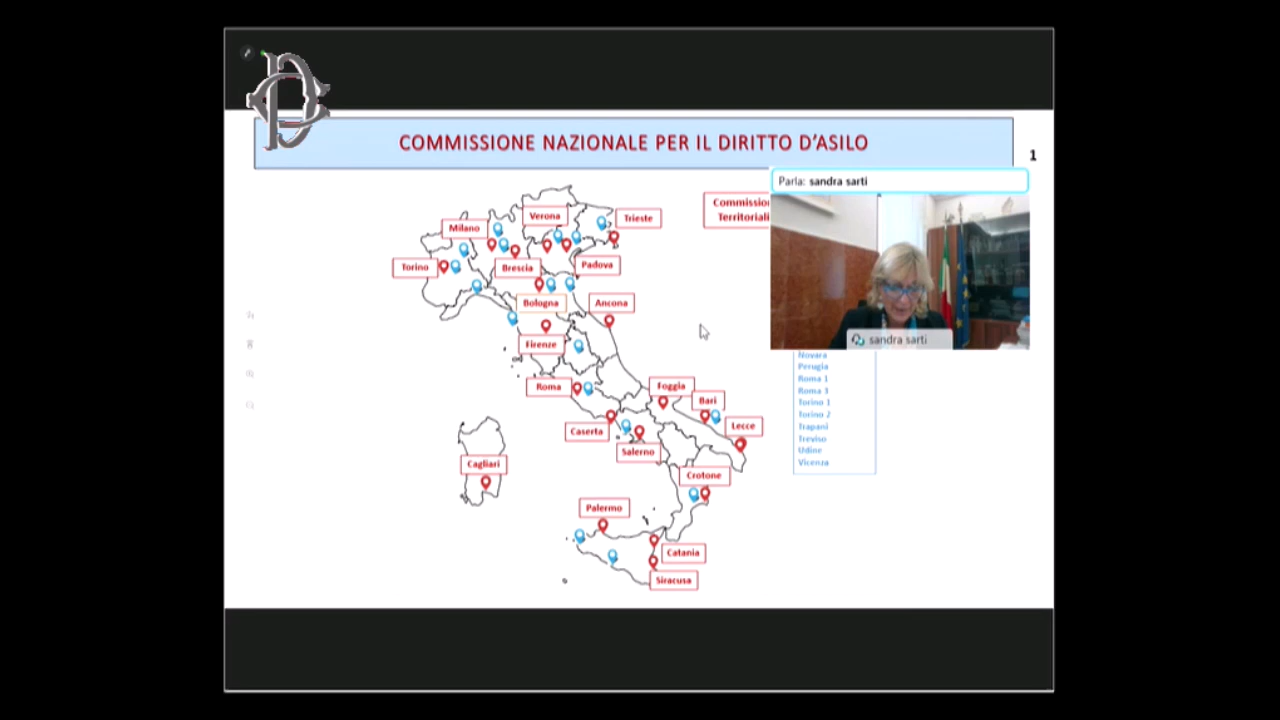 COMMISSIONE NAZIONALE PER IL DIRITTO D'ASILO
1
Parla: sandra sarti
Commissio
Territoriali
Verona
Trieste
Milano
Torino
Brescia
Padova
Bologna
Ancona
Firenze
sandra sarti
Novara
Perugia
Roma 1
Roma 3
Torino 1
Torino 2
Trapani
Treviso
Udine
Vicenza
Roma
Foggia
Bari
Caserta
Lecce
Salerno
Cagliari
Crotone
Palermo
Catania
Siracusa